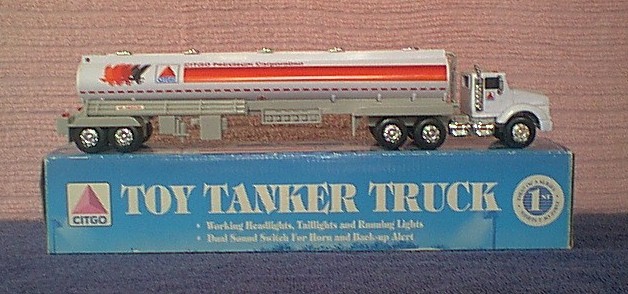 CITGO Petroleum Corporation
TOY TANKER TRUCK
CITGO
1ST
• Working Headlights, Taillights and Running Lights
• Dual Sound Switch For Horn and Back-up Alert